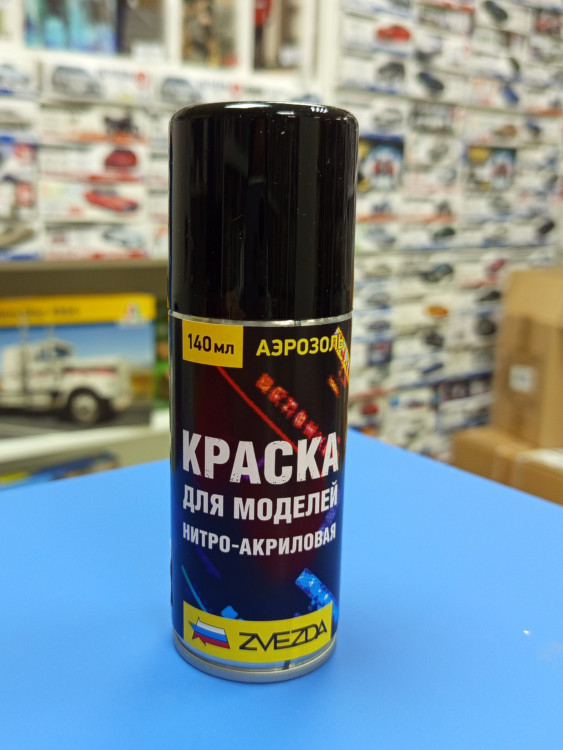 140 мл АЭРОЗОЛЬ
КРАСКА
ДЛЯ МОДЕЛЕЙ
НИТРО-АКРИЛОВАЯ
ZVEZDA